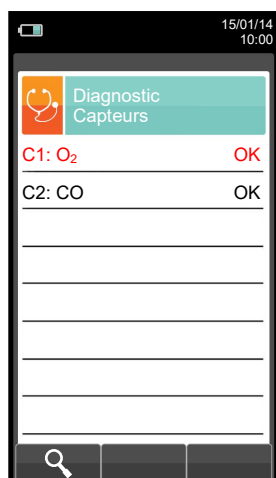 15/01/14
10:00
Diagnostic
Capteurs
C1: O₂ OK
C2: CO OK